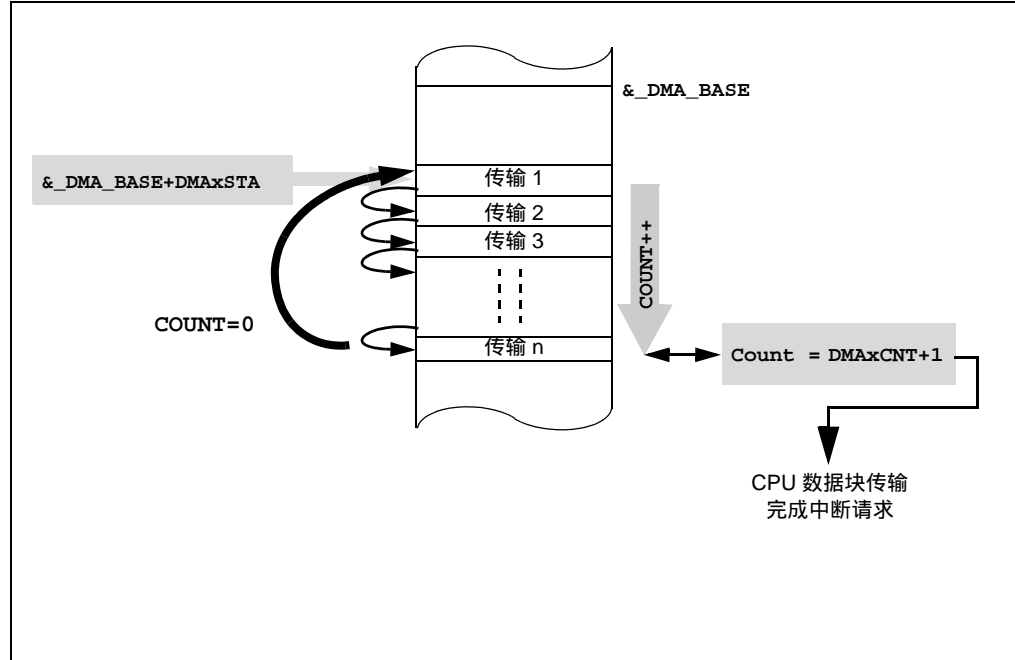 &_DMA_BASE
&_DMA_BASE+DMAxSTA
传输 1
传输 2
传输 3
COUNT++
COUNT=0
传输 n
Count = DMAxCNT+1
CPU 数据块传输
完成中断请求